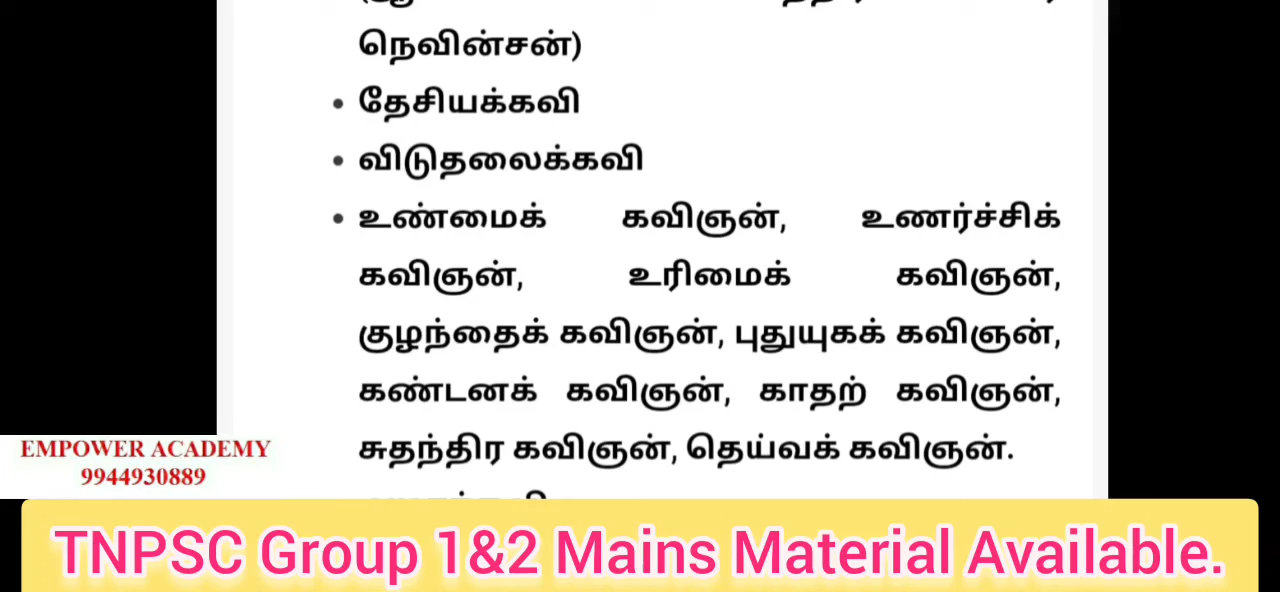 நெவின்சன்)
• தேசியக்கவி
• விடுதலைக்கவி
• உண்மைக் கவிஞன், உணர்ச்சிக்
கவிஞன், உரிமைக் கவிஞன்,
குழந்தைக் கவிஞன், புதுயுகக் கவிஞன்,
கண்டனக் கவிஞன், காதற் கவிஞன்,
சுதந்திர கவிஞன், தெய்வக் கவிஞன்.
EMPOWER ACADEMY
9944930889
TNPSC Group 1&2 Mains Material Available.